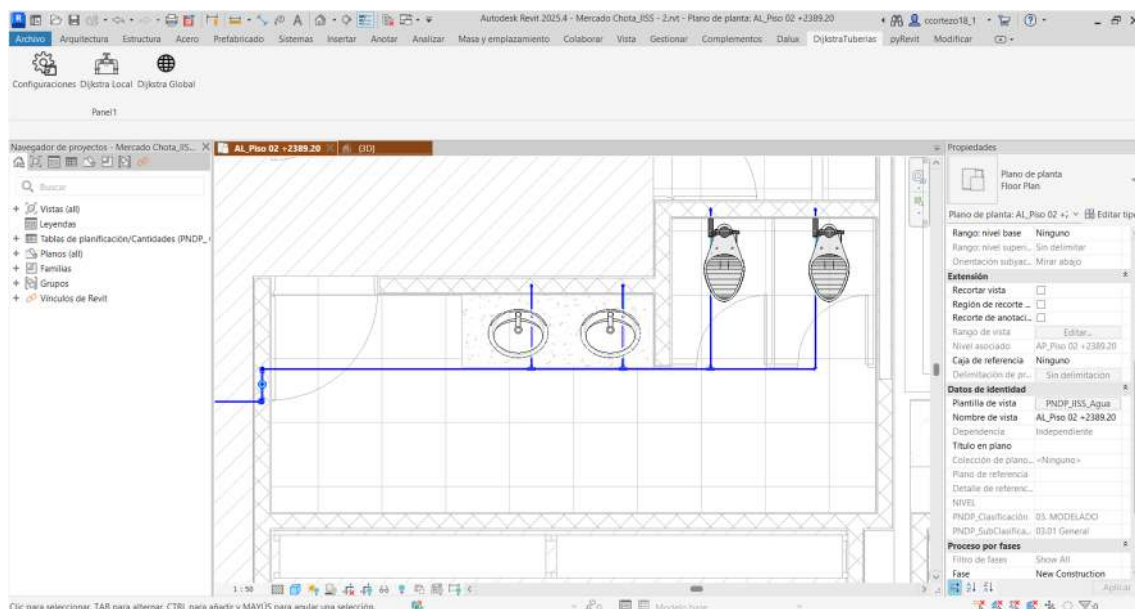 Autodesk Revit 2025.4 - Mercado Chota_IISS - 2.rvt - Plano de planta: AL_Piso 02 +2389.20
ccortezo18_1
Archivo Arquitectura Estructura Acero Prefabricado Sistemas Insertar Anotar Analizar Masa y emplazamiento Colaborar Vista Gestionar Complementos Dalux DijkstraTuberias pyRevit Modificar
Configuraciones Dijkstra Local Dijkstra Global
Panel1
Navegador de proyectos - Mercado Chota_IIS...
AL_Piso 02 +2389.20
{3D}
Propiedades
Buscar
Vistas (all)
Leyendas
Tablas de planificación/Cantidades (PNDP_
Planos (all)
Familias
Grupos
Vínculos de Revit
Plano de planta
Floor Plan
Plano de planta: AL_Piso 02 +2
Editar tipo
Rango: nivel base Ninguno
Rango: nivel superi... Sin delimitar
Orientación subyac... Mirar abajo
Extensión
Recortar vista
Región de recorte ...
Recorte de anotaci...
Rango de vista Editar...
Nivel asociado AP_Piso 02 +2389.20
Caja de referencia Ninguno
Delimitación de pr... Sin delimitación
Datos de identidad
Plantilla de vista PNDP_IISS_Agua
Nombre de vista AL_Piso 02 +2389.20
Dependencia Independiente
Título en plano
Colección de plano... <Ninguno>
Plano de referencia
Detalle de referenc...
NIVEL
PNDP_Clasificación 03. MODELADO
PNDP_SubClasifica... 03.01 General
Proceso por fases
Filtro de fases Show All
Fase New Construction
Aplicar
1 : 50
Clic para seleccionar, TAB para alternar, CTRL para añadir y MAYÚS para anular una selección.
Modelo base